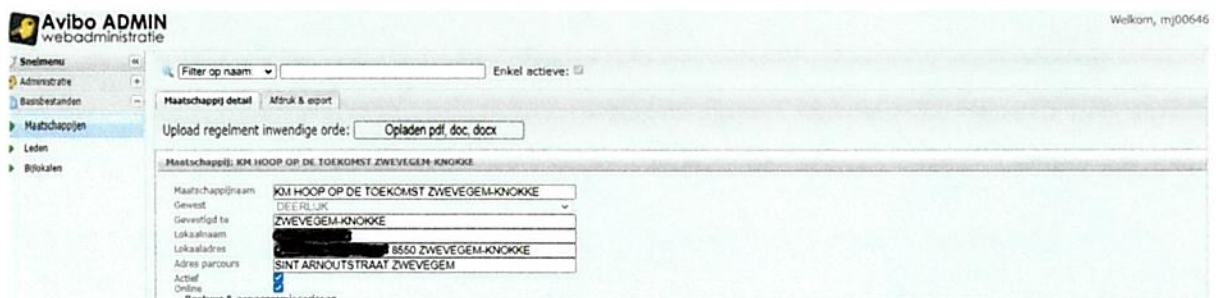 Avibo ADMIN
webadministratie
Welkom, mj00646
Snelmenu
Administratie
Basisbestanden
Maatschappijen
Leden
Bijlokalen
Filter op naam
Enkel actieve:
Maatschappij detail
Afdruk & export
Upload regelment inwendige orde:
Opladen pdf, doc, docx
Maatschappij: KM HOOP OP DE TOEKOMST ZWEVEGEM-KNOKKE
Maatschappijnaam KM HOOP OP DE TOEKOMST ZWEVEGEM-KNOKKE
Gewest DEERLIJK
Gevestigd te ZWEVEGEM-KNOKKE
Lokaalnaam
Lokaaladres 8550 ZWEVEGEM-KNOKKE
Adres parcours SINT ARNOUTSTRAAT ZWEVEGEM
Actief
Online